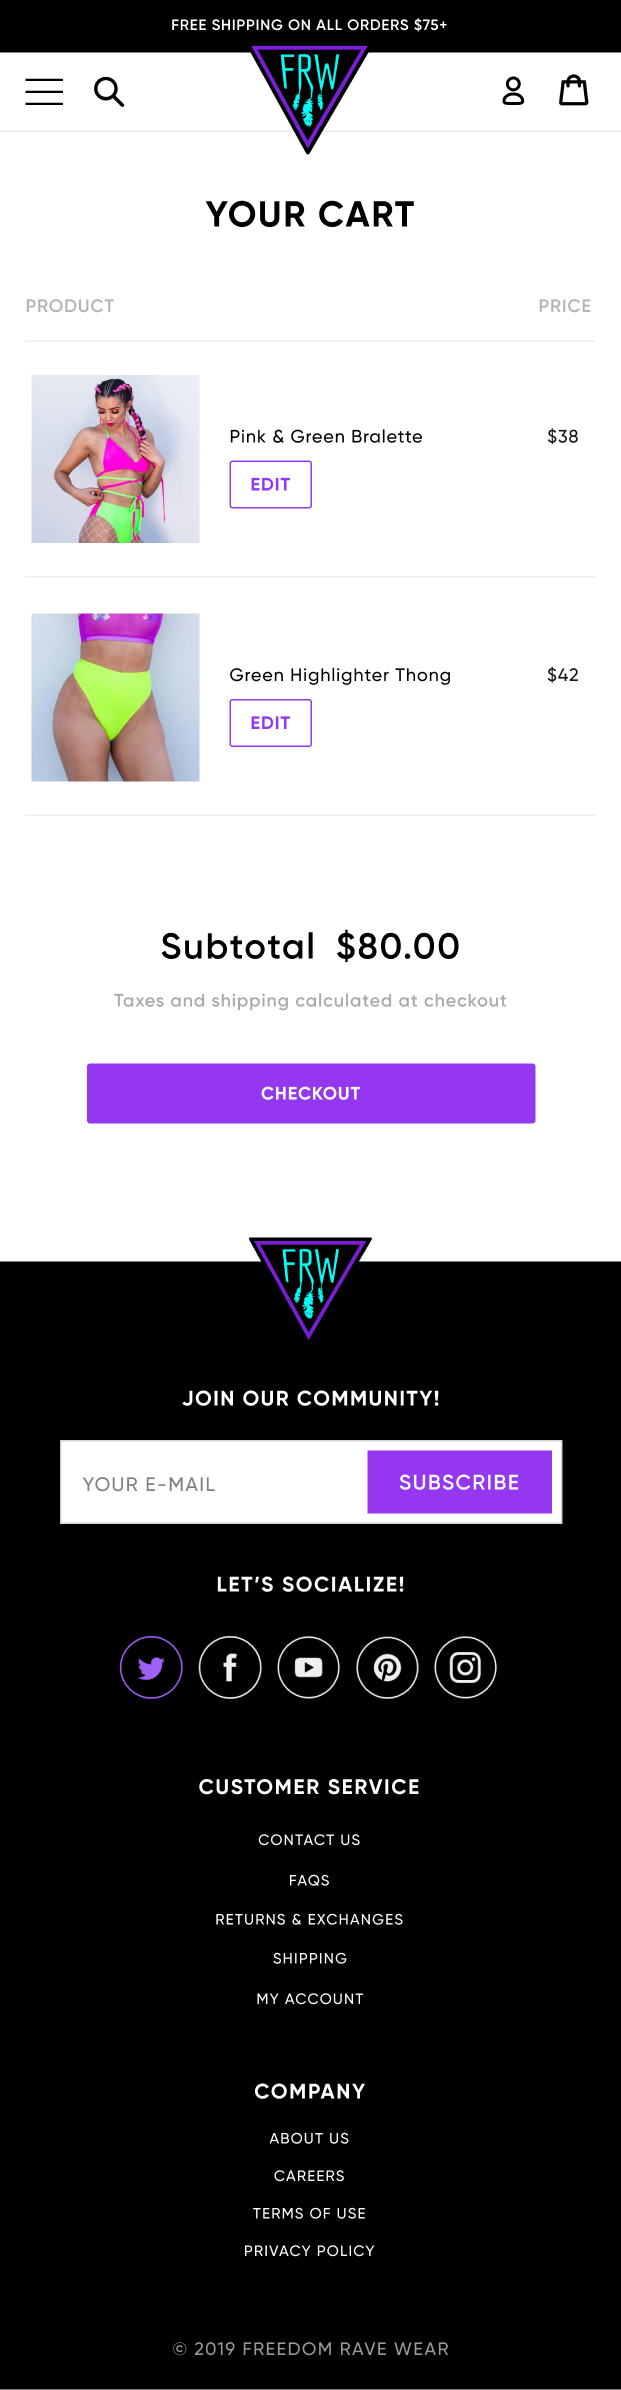 FREE SHIPPING ON ALL ORDERS $75+
FRW
YOUR CART
PRODUCT PRICE
Pink & Green Bralette $38
EDIT
Green Highlighter Thong $42
EDIT
Subtotal $80.00
Taxes and shipping calculated at checkout
CHECKOUT
FRW
JOIN OUR COMMUNITY!
YOUR E-MAIL SUBSCRIBE
LET’S SOCIALIZE!
CUSTOMER SERVICE
CONTACT US
FAQS
RETURNS & EXCHANGES
SHIPPING
MY ACCOUNT
COMPANY
ABOUT US
CAREERS
TERMS OF USE
PRIVACY POLICY
© 2019 FREEDOM RAVE WEAR